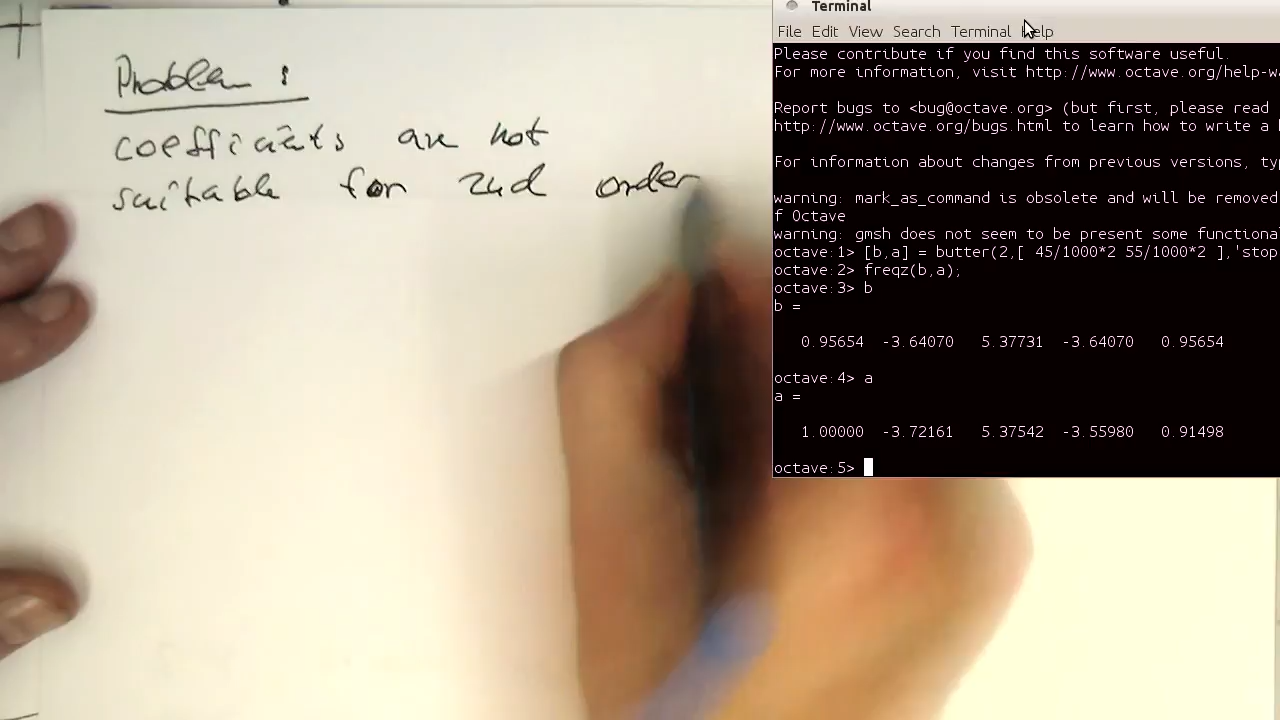 Problem :
coefficients are not
suitable for 2nd order
Terminal
File Edit View Search Terminal Help
Please contribute if you find this software useful.
For more information, visit http://www.octave.org/help-wa
Report bugs to <bug@octave.org> (but first, please read
http://www.octave.org/bugs.html to learn how to write a
For information about changes from previous versions, typ
warning: mark_as_command is obsolete and will be removed
f Octave
warning: gmsh does not seem to be present some functiona
octave:1> [b,a] = butter(2,[ 45/1000*2 55/1000*2 ],'stop
octave:2> freqz(b,a);
octave:3> b
b =
0.95654 -3.64070 5.37731 -3.64070 0.95654
octave:4> a
a =
1.00000 -3.72161 5.37542 -3.55980 0.91498
octave:5>